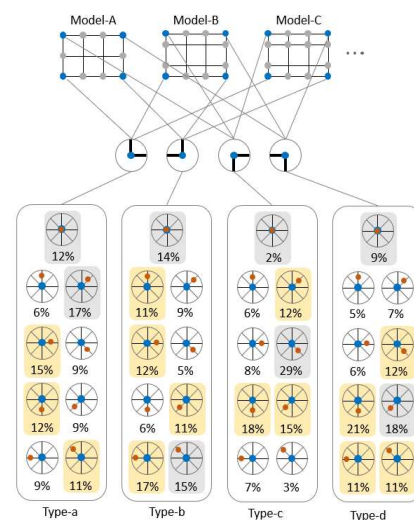 Model-A Model-B Model-C
...
12% 14% 2% 9%
6% 17% 11% 9% 6% 12% 5% 7%
15% 9% 12% 5% 8% 29% 6% 12%
12% 9% 6% 11% 18% 15% 21% 18%
9% 11% 17% 15% 7% 3% 11% 11%
Type-a Type-b Type-c Type-d